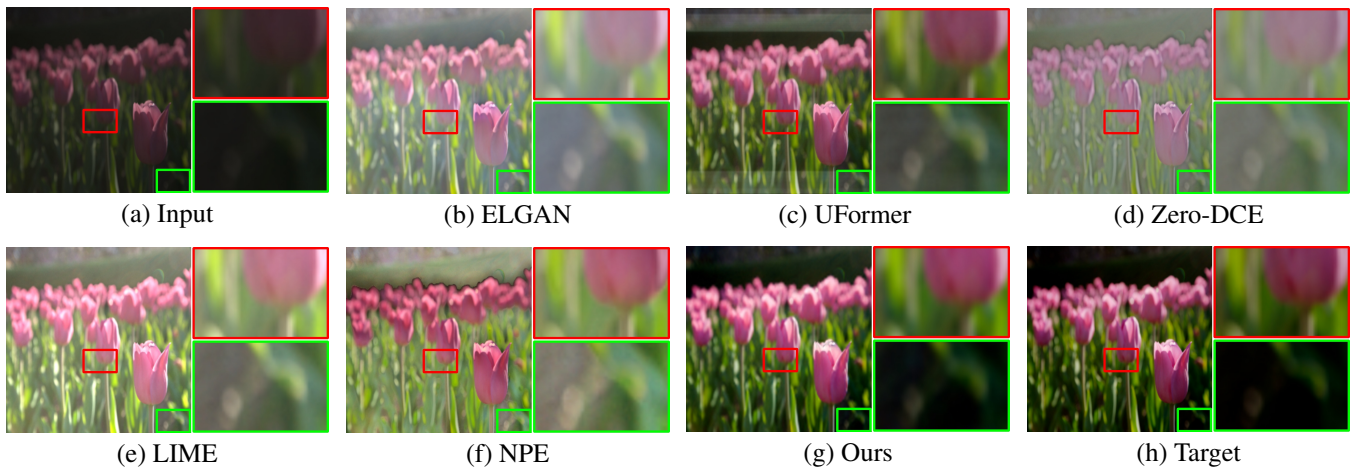 (a) Input
(b) ELGAN
(c) UFormer
(d) Zero-DCE
(e) LIME
(f) NPE
(g) Ours
(h) Target